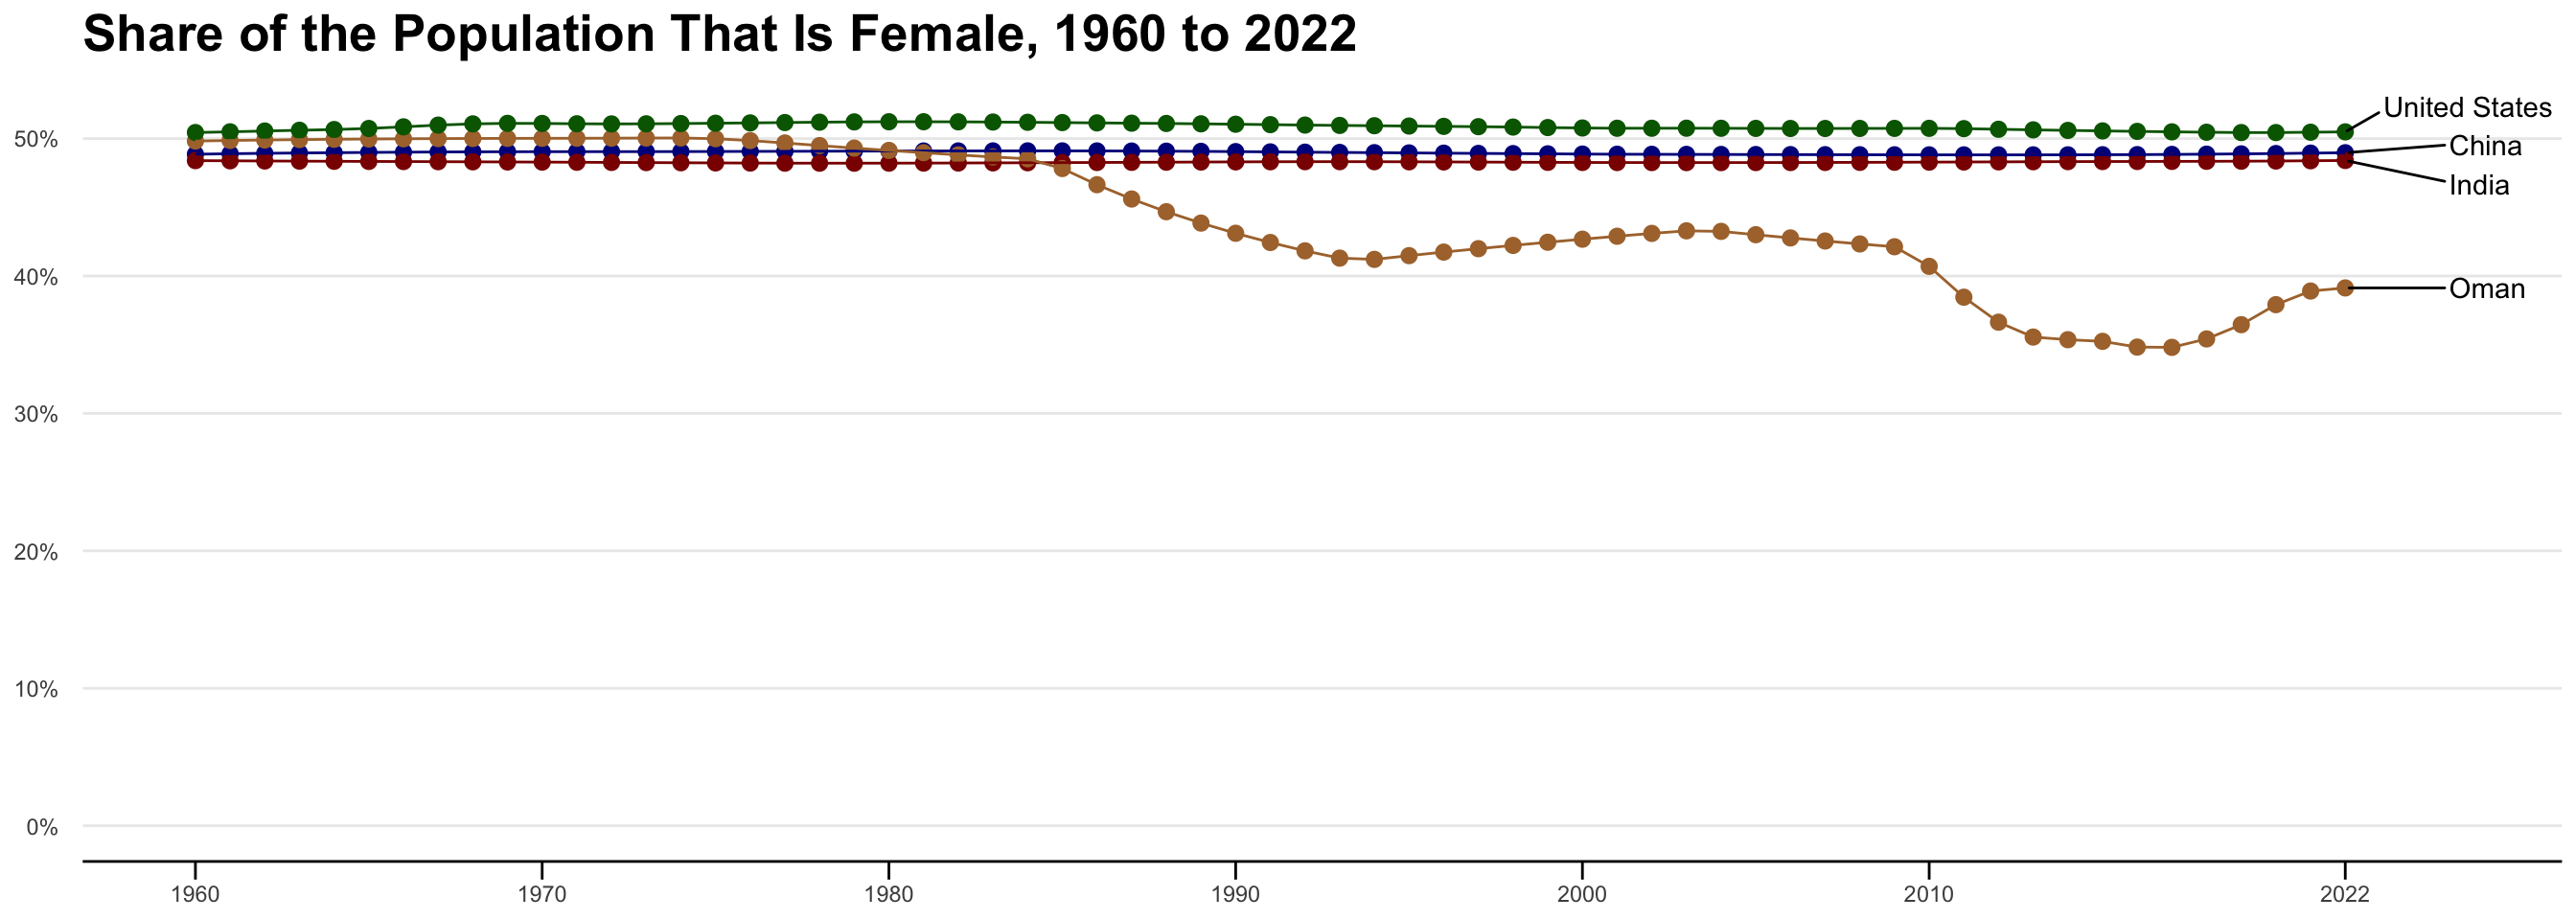 Share of the Population That Is Female, 1960 to 2022
United States
50%
China
India
40%
Oman
30%
20%
10%
0%
1960 1970 1980 1990 2000 2010 2022